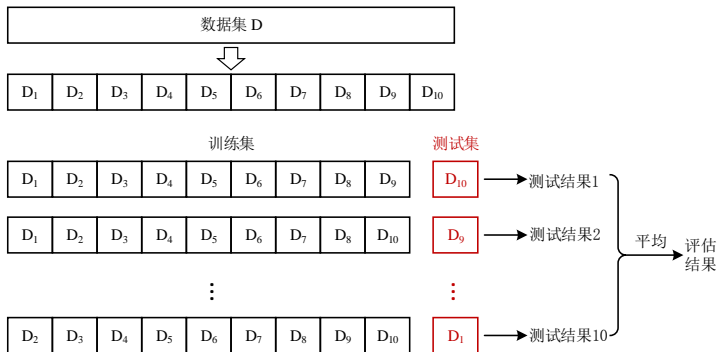 数据集 D
D₁ D₂ D₃ D₄ D₅ D₆ D₇ D₈ D₉ D₁₀
训练集 测试集
D₁ D₂ D₃ D₄ D₅ D₆ D₇ D₈ D₉ D₁₀ 测试结果1
D₁ D₂ D₃ D₄ D₅ D₆ D₇ D₈ D₁₀ D₉ 测试结果2
平均 评估
结果
⋮ ⋮
D₂ D₃ D₄ D₅ D₆ D₇ D₈ D₉ D₁₀ D₁ 测试结果10